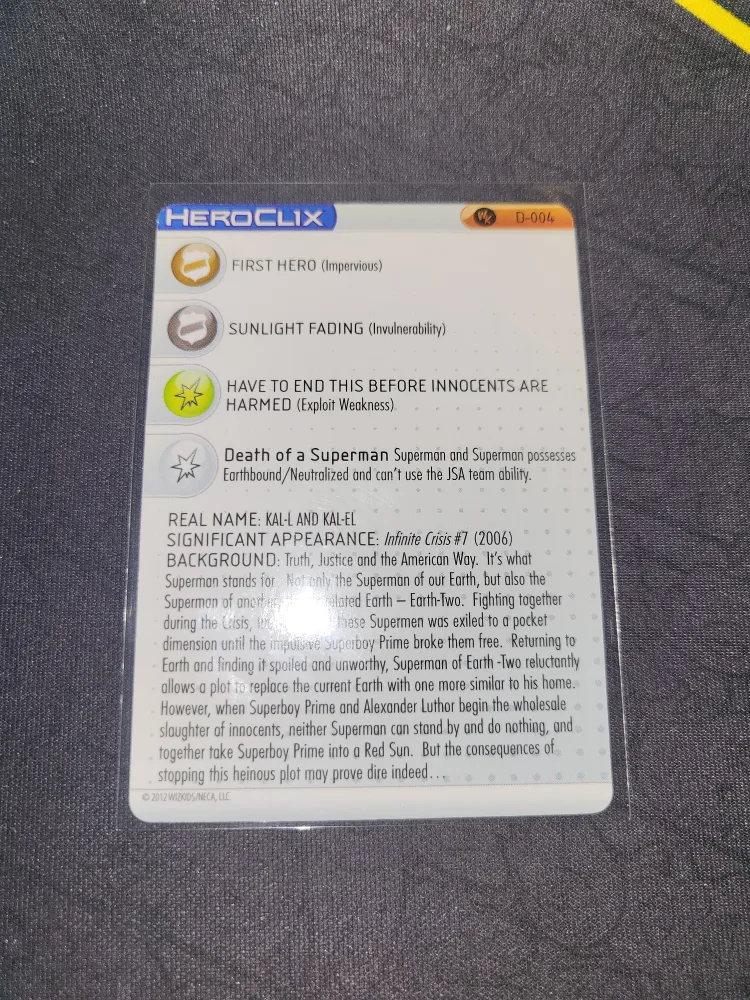 HEROCLIX
WK D-004
FIRST HERO (Impervious)
SUNLIGHT FADING (Invulnerability)
HAVE TO END THIS BEFORE INNOCENTS ARE
HARMED (Exploit Weakness)
Death of a Superman Superman and Superman possesses
Earthbound/Neutralized and can't use the JSA team ability.
REAL NAME: KAL-L AND KAL-EL
SIGNIFICANT APPEARANCE: Infinite Crisis #7 (2006)
BACKGROUND: Truth, Justice and the American Way. It's what
Superman stands for. Not only the Superman of our Earth, but also the
Superman of another related Earth – Earth-Two. Fighting together
during the Crisis, these Supermen was exiled to a pocket
dimension until the impulsive Superboy Prime broke them free. Returning to
Earth and finding it spoiled and unworthy, Superman of Earth -Two reluctantly
allows a plot to replace the current Earth with one more similar to his home.
However, when Superboy Prime and Alexander Luthor begin the wholesale
slaughter of innocents, neither Superman can stand by and do nothing, and
together take Superboy Prime into a Red Sun. But the consequences of
stopping this heinous plot may prove dire indeed...
© 2012 WIZKIDS/NECA, LLC